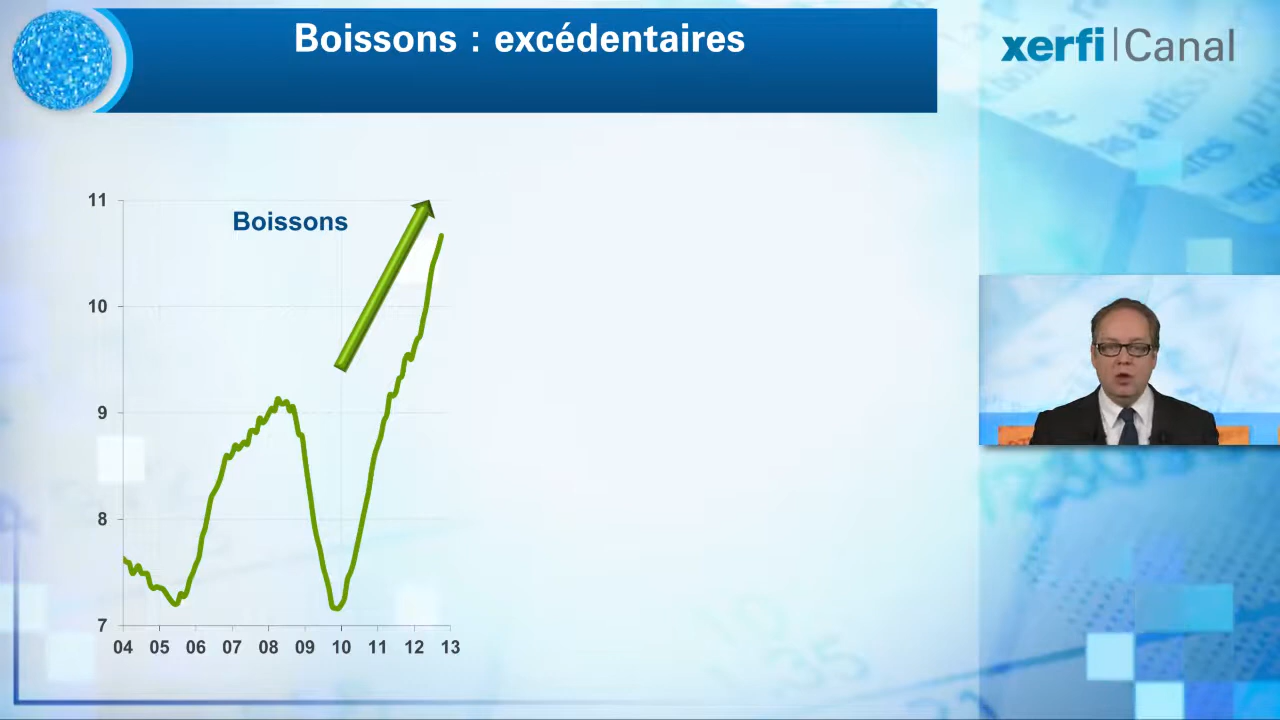 Boissons : excédentaires
xerfi|Canal
Boissons
11
10
9
8
7
04 05 06 07 08 09 10 11 12 13